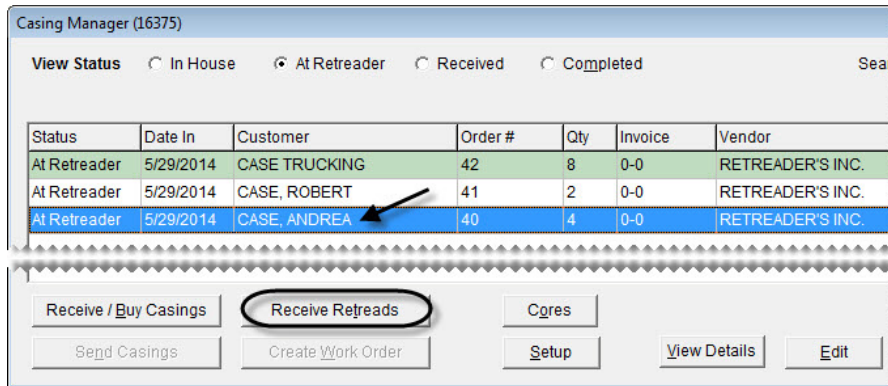 Casing Manager (16375)
View Status In House At Retreader Received Completed Sea
Status Date In Customer Order # Qty Invoice Vendor
At Retreader 5/29/2014 CASE TRUCKING 42 8 0-0 RETREADER'S INC.
At Retreader 5/29/2014 CASE, ROBERT 41 2 0-0 RETREADER'S INC.
At Retreader 5/29/2014 CASE, ANDREA 40 4 0-0 RETREADER'S INC.
Receive / Buy Casings Receive Retreads Cores
Send Casings Create Work Order Setup View Details Edit